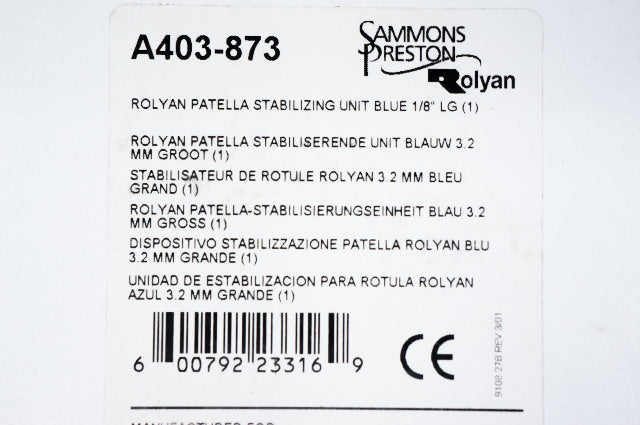 A403-873
SAMMONS
PRESTON
Rolyan
ROLYAN PATELLA STABILIZING UNIT BLUE 1/8" LG (1)
ROLYAN PATELLA STABILISERENDE UNIT BLAUW 3.2
MM GROOT (1)
STABILISATEUR DE ROTULE ROLYAN 3.2 MM BLEU
GRAND (1)
ROLYAN PATELLA-STABILISIERUNGSEINHEIT BLAU 3.2
MM GROSS (1)
DISPOSITIVO STABILIZZAZIONE PATELLA ROLYAN BLU
3.2 MM GRANDE (1)
UNIDAD DE ESTABILIZACION PARA ROTULA ROLYAN
AZUL 3.2 MM GRANDE (1)
6 00792 23316 9
CE
9108 27B REV 3/01